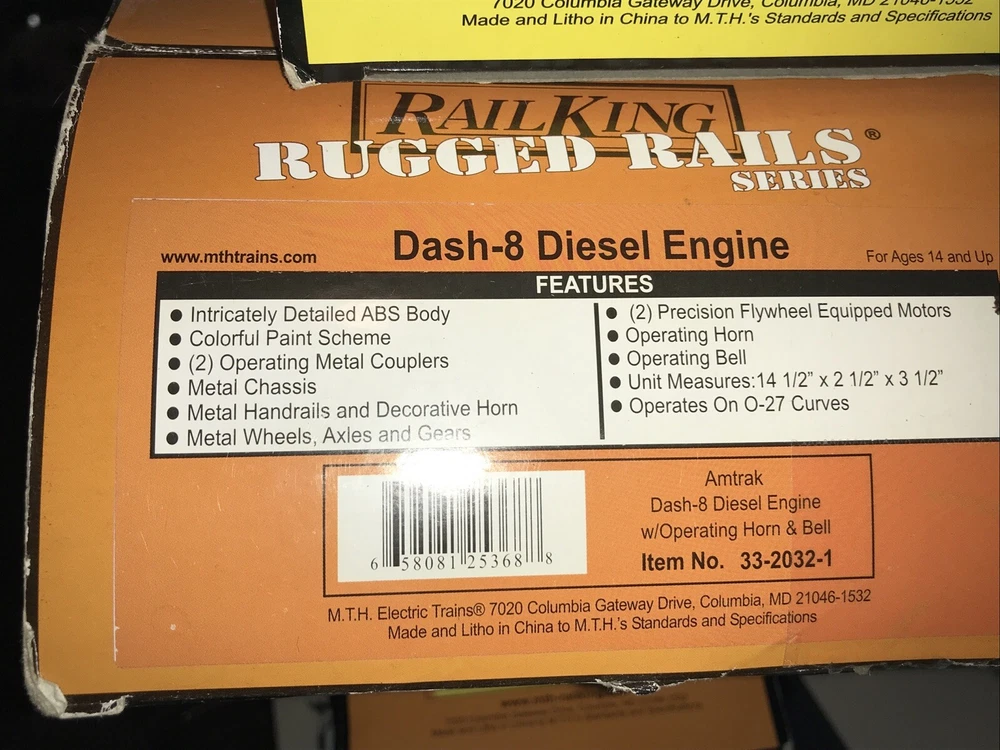 7020 Columbia Gateway Drive, Columbia, MD 21046-1532
Made and Litho in China to M.T.H.'s Standards and Specifications
RAILKING
RUGGED RAILS®
SERIES
www.mthtrains.com
Dash-8 Diesel Engine
For Ages 14 and Up
FEATURES
● Intricately Detailed ABS Body
● Colorful Paint Scheme
● (2) Operating Metal Couplers
● Metal Chassis
● Metal Handrails and Decorative Horn
● Metal Wheels, Axles and Gears
● (2) Precision Flywheel Equipped Motors
● Operating Horn
● Operating Bell
● Unit Measures:14 1/2” x 2 1/2” x 3 1/2”
● Operates On O-27 Curves
6 58081 25368 8
Amtrak
Dash-8 Diesel Engine
w/Operating Horn & Bell
Item No. 33-2032-1
M.T.H. Electric Trains® 7020 Columbia Gateway Drive, Columbia, MD 21046-1532
Made and Litho in China to M.T.H.'s Standards and Specifications